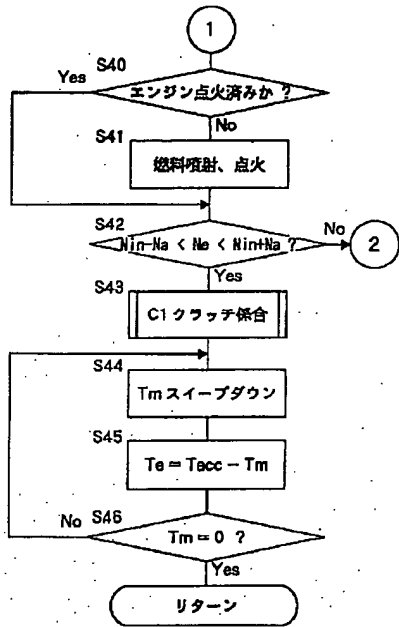 1
S40
Yes
エンジン点火済みか ?
No
S41
燃料噴射、点火
S42
Nin−Na < Ne < Nin+Na ?
No
2
Yes
S43
C1クラッチ係合
S44
Tmスイープダウン
S45
Te = Tacc − Tm
No
S46
Tm = 0 ?
Yes
リターン